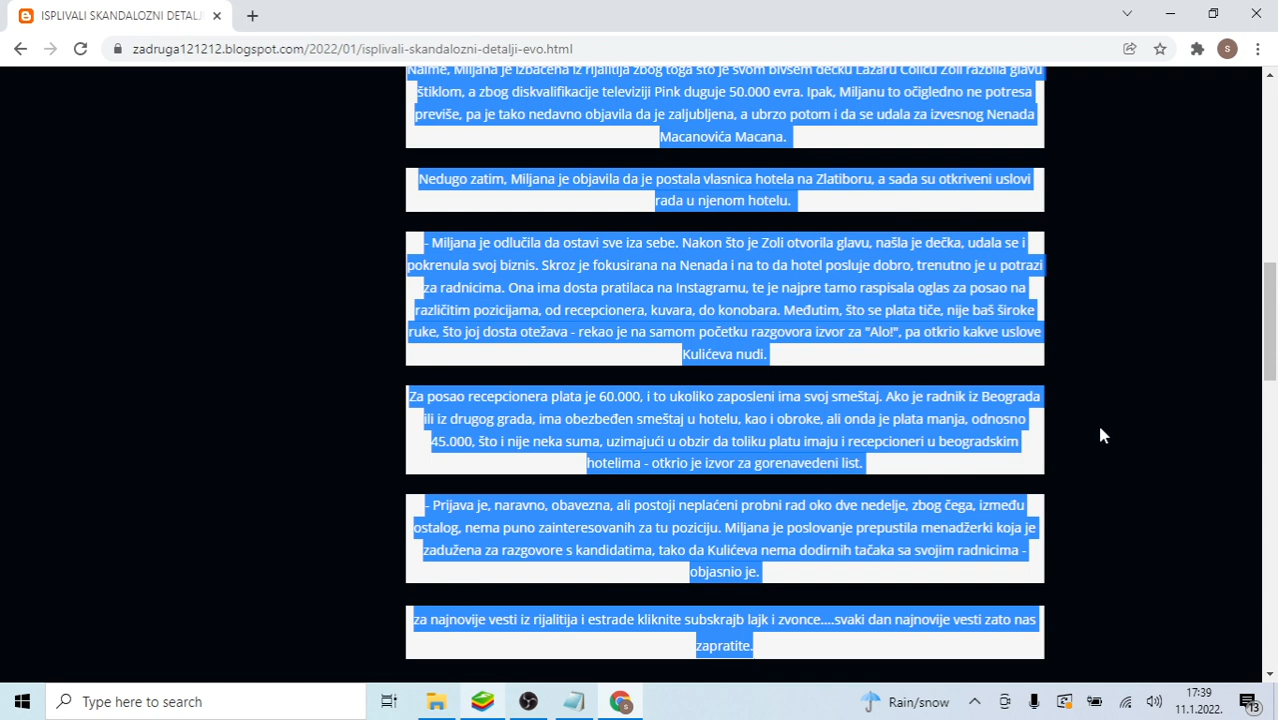 ISPLIVALI SKANDALOZNI DETALJ
zadruga121212.blogspot.com/2022/01/isplivali-skandalozni-detalji-evo.html
S
Naime, Miljana je izbačena iz rijalitija zbog toga što je svom bivšem dečku Lazaru Čoliću Zoli razbila glavu
štiklom, a zbog diskvalifikacije televiziji Pink duguje 50.000 evra. Ipak, Miljanu to očigledno ne potresa
previše, pa je tako nedavno objavila da je zaljubljena, a ubrzo potom i da se udala za izvesnog Nenada
Macanovića Macana.
Nedugo zatim, Miljana je objavila da je postala vlasnica hotela na Zlatiboru, a sada su otkriveni uslovi
rada u njenom hotelu.
- Miljana je odlučila da ostavi sve iza sebe. Nakon što je Zoli otvorila glavu, našla je dečka, udala se i
pokrenula svoj biznis. Skroz je fokusirana na Nenada i na to da hotel posluje dobro, trenutno je u potrazi
za radnicima. Ona ima dosta pratilaca na Instagramu, te je najpre tamo raspisala oglas za posao na
različitim pozicijama, od recepcionera, kuvara, do konobara. Međutim, što se plata tiče, nije baš široke
ruke, što joj dosta otežava - rekao je na samom početku razgovora izvor za "Alo!", pa otkrio kakve uslove
Kulićeva nudi.
Za posao recepcionera plata je 60.000, i to ukoliko zaposleni ima svoj smeštaj. Ako je radnik iz Beograda
ili iz drugog grada, ima obezbeđen smeštaj u hotelu, kao i obroke, ali onda je plata manja, odnosno
45.000, što i nije neka suma, uzimajući u obzir da toliku platu imaju i recepcioneri u beogradskim
hotelima - otkrio je izvor za gorenavedeni list.
- Prijava je, naravno, obavezna, ali postoji neplaćeni probni rad oko dve nedelje, zbog čega, između
ostalog, nema puno zainteresovanih za tu poziciju. Miljana je poslovanje prepustila menadžerki koja je
zadužena za razgovore s kandidatima, tako da Kulićeva nema dodirnih tačaka sa svojim radnicima -
objasnio je.
za najnovije vesti iz rijalitija i estrade kliknite subskrajb lajk i zvonce....svaki dan najnovije vesti zato nas
zapratite.
Type here to search
Rain/snow
17:39
11.1.2022.
13